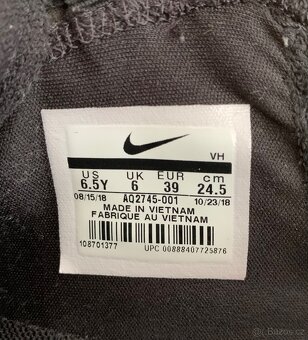 VH
US UK EUR cm
6.5Y 6 39 24.5
08/15/18 AQ2745-001 10/23/18
MADE IN VIETNAM
FABRIQUE AU VIETNAM
108701377 UPC 00888407725876